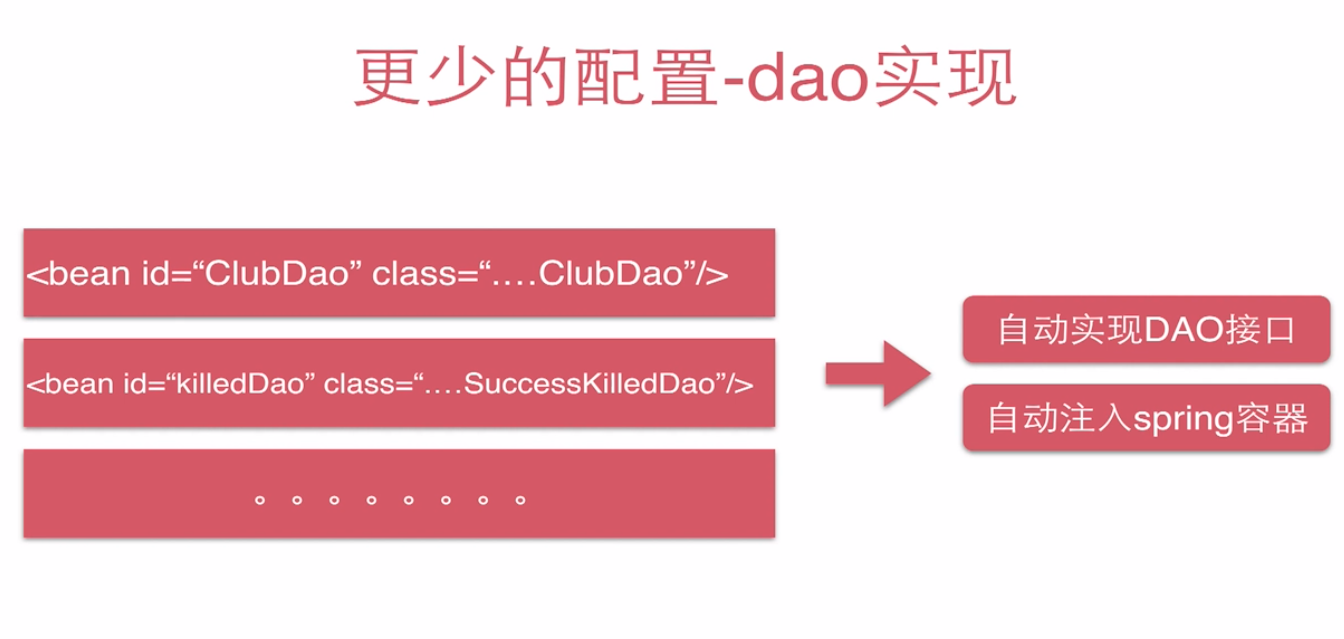 更少的配置-dao实现
<bean id=“ClubDao” class=“....ClubDao”/>
<bean id=“killedDao” class=“....SuccessKilledDao”/>
。。。。。。。。
自动实现DAO接口
自动注入spring容器